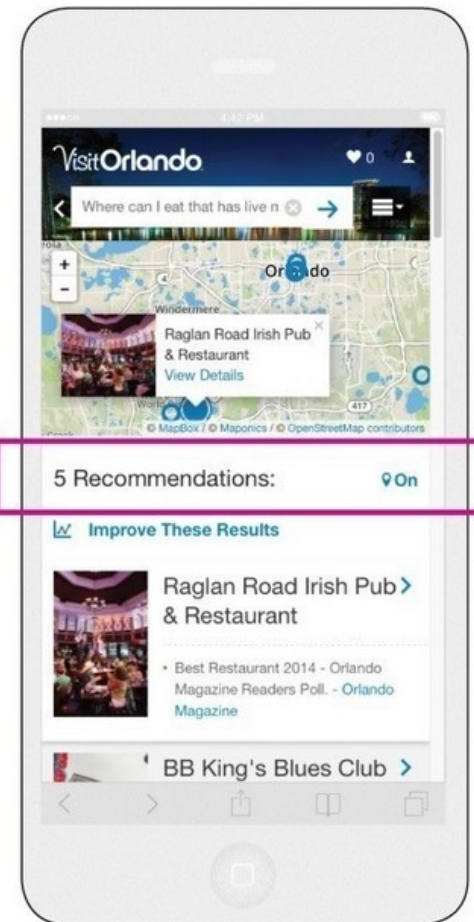 4:42 PM
VisitOrlando
0
Where can I eat that has live n
+
-
Orlando
Windermere
Raglan Road Irish Pub
& Restaurant
View Details
417
© MapBox / © Maponics / © OpenStreetMap contributors
5 Recommendations:
On
Improve These Results
Raglan Road Irish Pub
& Restaurant
Best Restaurant 2014 - Orlando
Magazine Readers Poll. - Orlando
Magazine
BB King's Blues Club